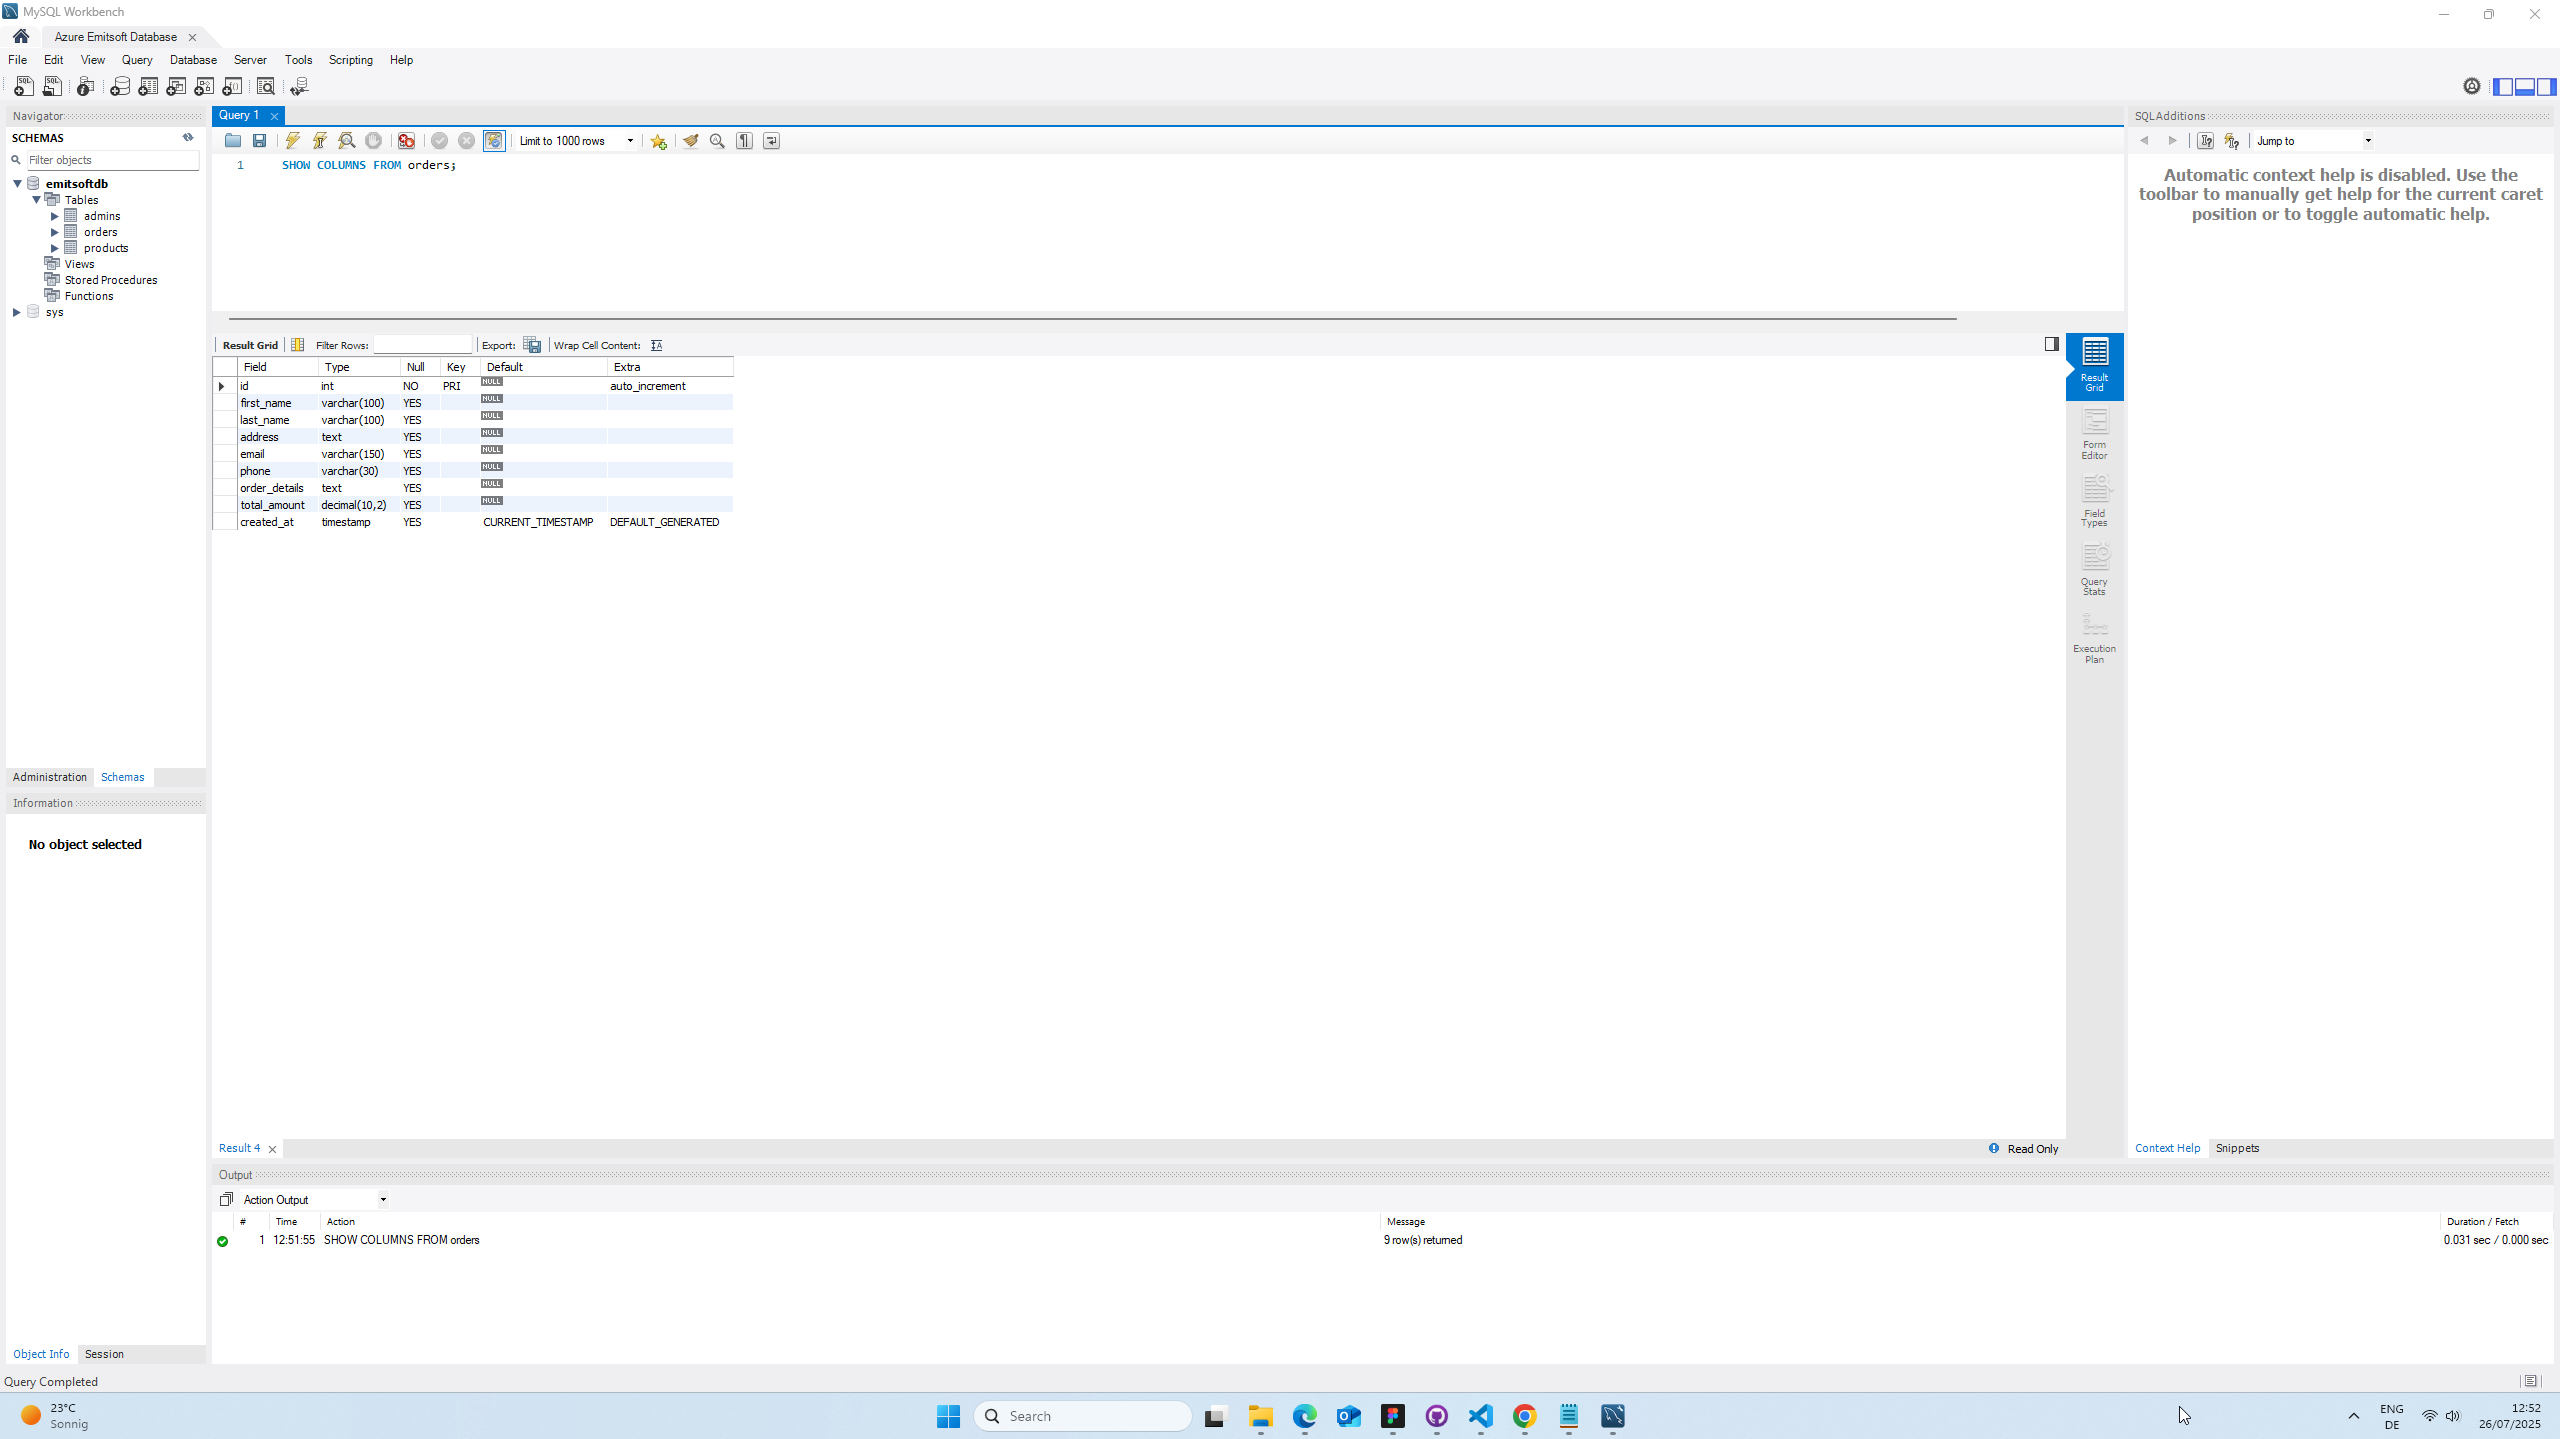 MySQL Workbench
Azure Emitsoft Database
File Edit View Query Database Server Tools Scripting Help
Navigator
SCHEMAS
Filter objects
emitsoftdb
Tables
admins
orders
products
Views
Stored Procedures
Functions
sys
Administration Schemas
Information
No object selected
Object Info Session
Query 1
Limit to 1000 rows
1 SHOW COLUMNS FROM orders;
Result Grid Filter Rows: Export: Wrap Cell Content:
Field Type Null Key Default Extra
id int NO PRI NULL auto_increment
first_name varchar(100) YES NULL
last_name varchar(100) YES NULL
address text YES NULL
email varchar(150) YES NULL
phone varchar(30) YES NULL
order_details text YES NULL
total_amount decimal(10,2) YES NULL
created_at timestamp YES CURRENT_TIMESTAMP DEFAULT_GENERATED
Result
Grid
Form
Editor
Field
Types
Query
Stats
Execution
Plan
Result 4 Read Only
SQLAdditions
Jump to
Automatic context help is disabled. Use the
toolbar to manually get help for the current caret
position or to toggle automatic help.
Context Help Snippets
Output
Action Output
# Time Action Message Duration / Fetch
1 12:51:55 SHOW COLUMNS FROM orders 9 row(s) returned 0.031 sec / 0.000 sec
Query Completed
23°C
Sonnig
Search
ENG
DE
12:52
26/07/2025